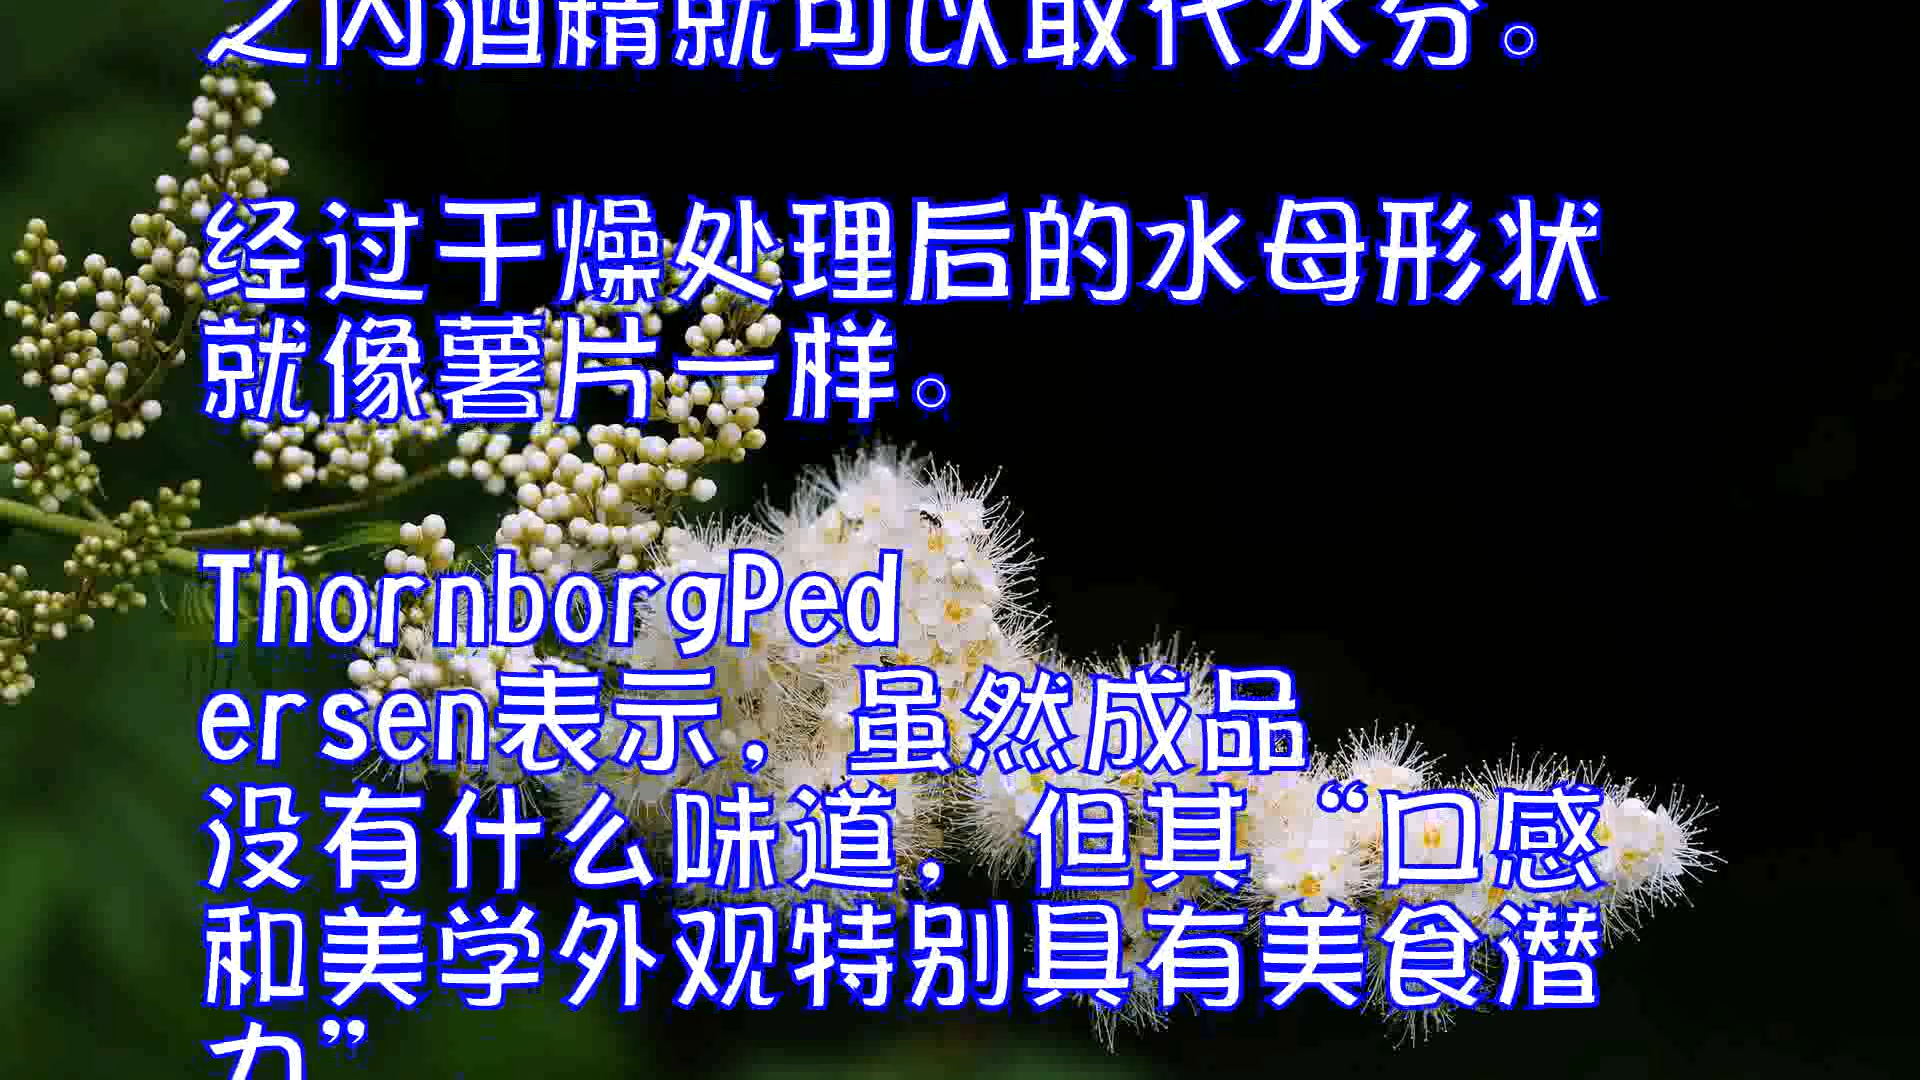 之内酒精就可以取代水分。
经过干燥处理后的水母形状
就像薯片一样。
ThornborgPed
ersen表示，虽然成品
没有什么味道，但其“口感
和美学外观特别具有美食潜
力”